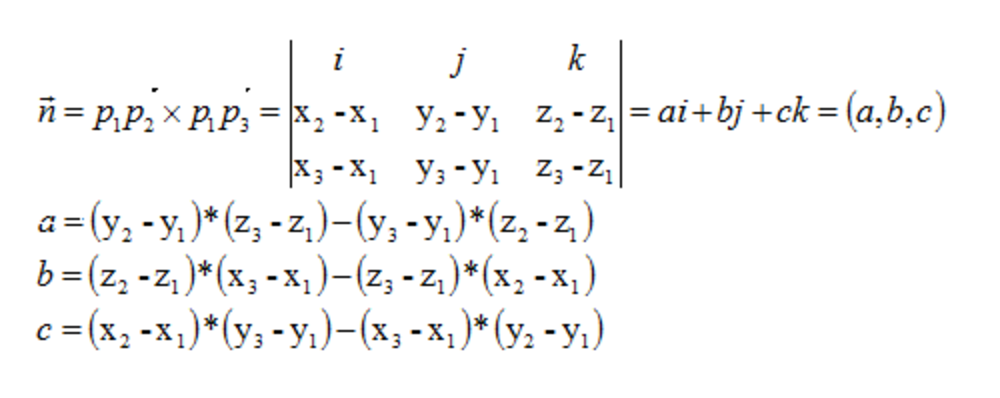 i j k
n⃗ = p₁p₂ × p₁p₃ = | x₂ - x₁ y₂ - y₁ z₂ - z₁ | = ai + bj + ck = (a,b,c)
x₃ - x₁ y₃ - y₁ z₃ - z₁
a = (y₂ - y₁)*(z₃ - z₁) − (y₃ - y₁)*(z₂ - z₁)
b = (z₂ - z₁)*(x₃ - x₁) − (z₃ - z₁)*(x₂ - x₁)
c = (x₂ - x₁)*(y₃ - y₁) − (x₃ - x₁)*(y₂ - y₁)